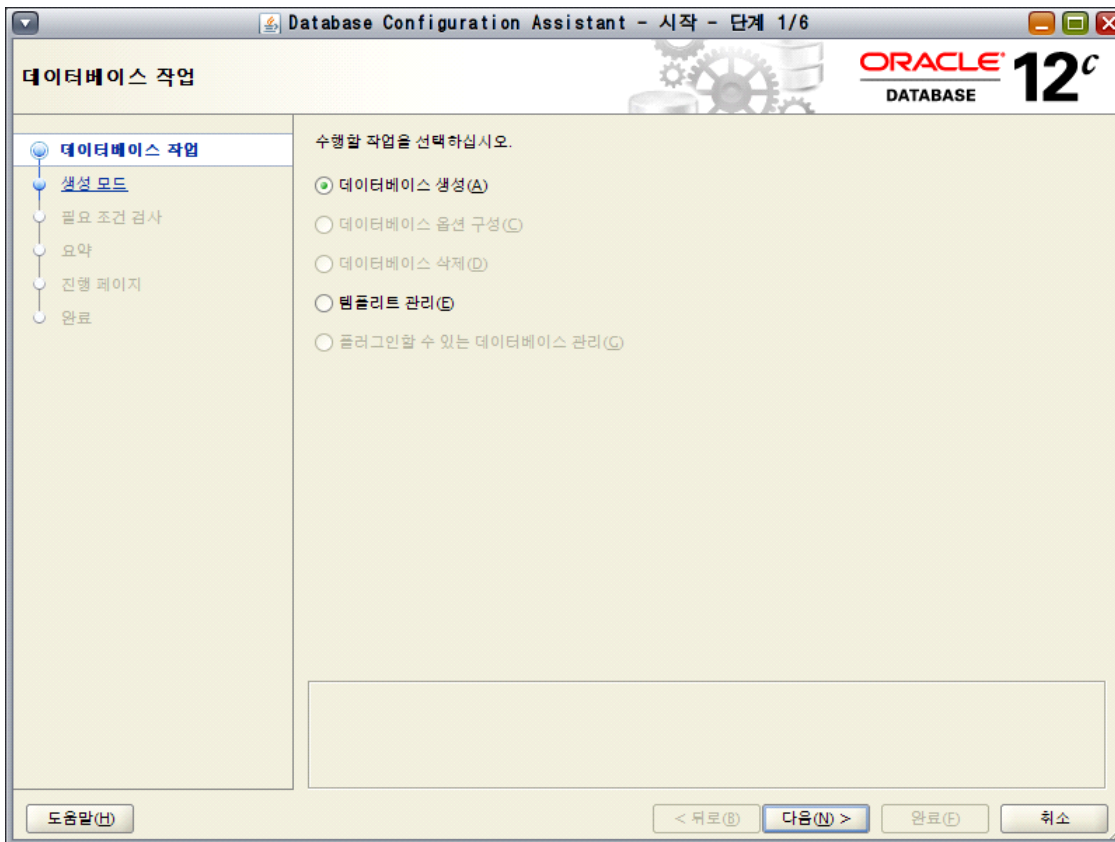 Database Configuration Assistant - 시작 - 단계 1/6
데이터베이스 작업
ORACLE
DATABASE
12c
데이터베이스 작업
생성 모드
필요 조건 검사
요약
진행 페이지
완료
수행할 작업을 선택하십시오.
데이터베이스 생성(A)
데이터베이스 옵션 구성(C)
데이터베이스 삭제(D)
템플리트 관리(E)
플러그인할 수 있는 데이터베이스 관리(G)
도움말(H)
< 뒤로(B)
다음(N) >
완료(F)
취소